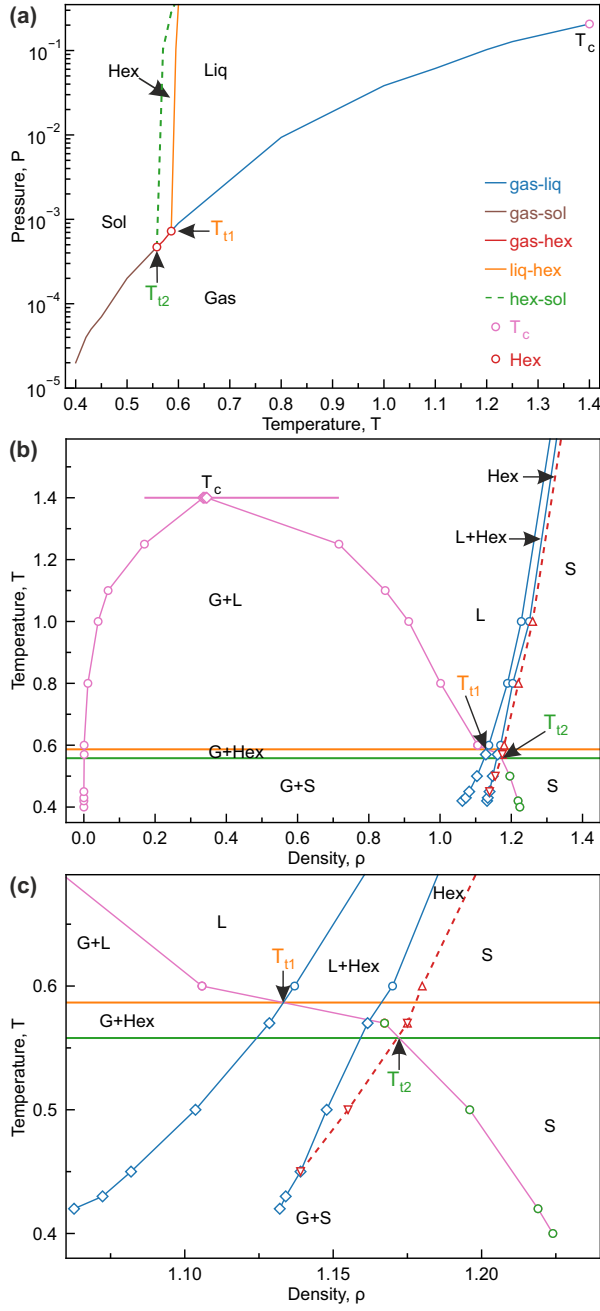 (a)
Pressure, P
10⁻¹
10⁻²
10⁻³
10⁻⁴
10⁻⁵
T_c
Hex
Liq
Sol
T_t1
T_t2
Gas
gas-liq
gas-sol
gas-hex
liq-hex
hex-sol
T_c
Hex
0.4 0.5 0.6 0.7 0.8 0.9 1.0 1.1 1.2 1.3 1.4
Temperature, T
(b)
Temperature, T
1.4
1.2
1.0
0.8
0.6
0.4
T_c
Hex
L+Hex
S
G+L
L
T_t1
T_t2
G+Hex
G+S
S
0.0 0.2 0.4 0.6 0.8 1.0 1.2 1.4
Density, ρ
(c)
Temperature, T
0.6
0.5
0.4
Hex
L
G+L
T_t1
L+Hex
S
G+Hex
T_t2
S
G+S
1.10 1.15 1.20
Density, ρ